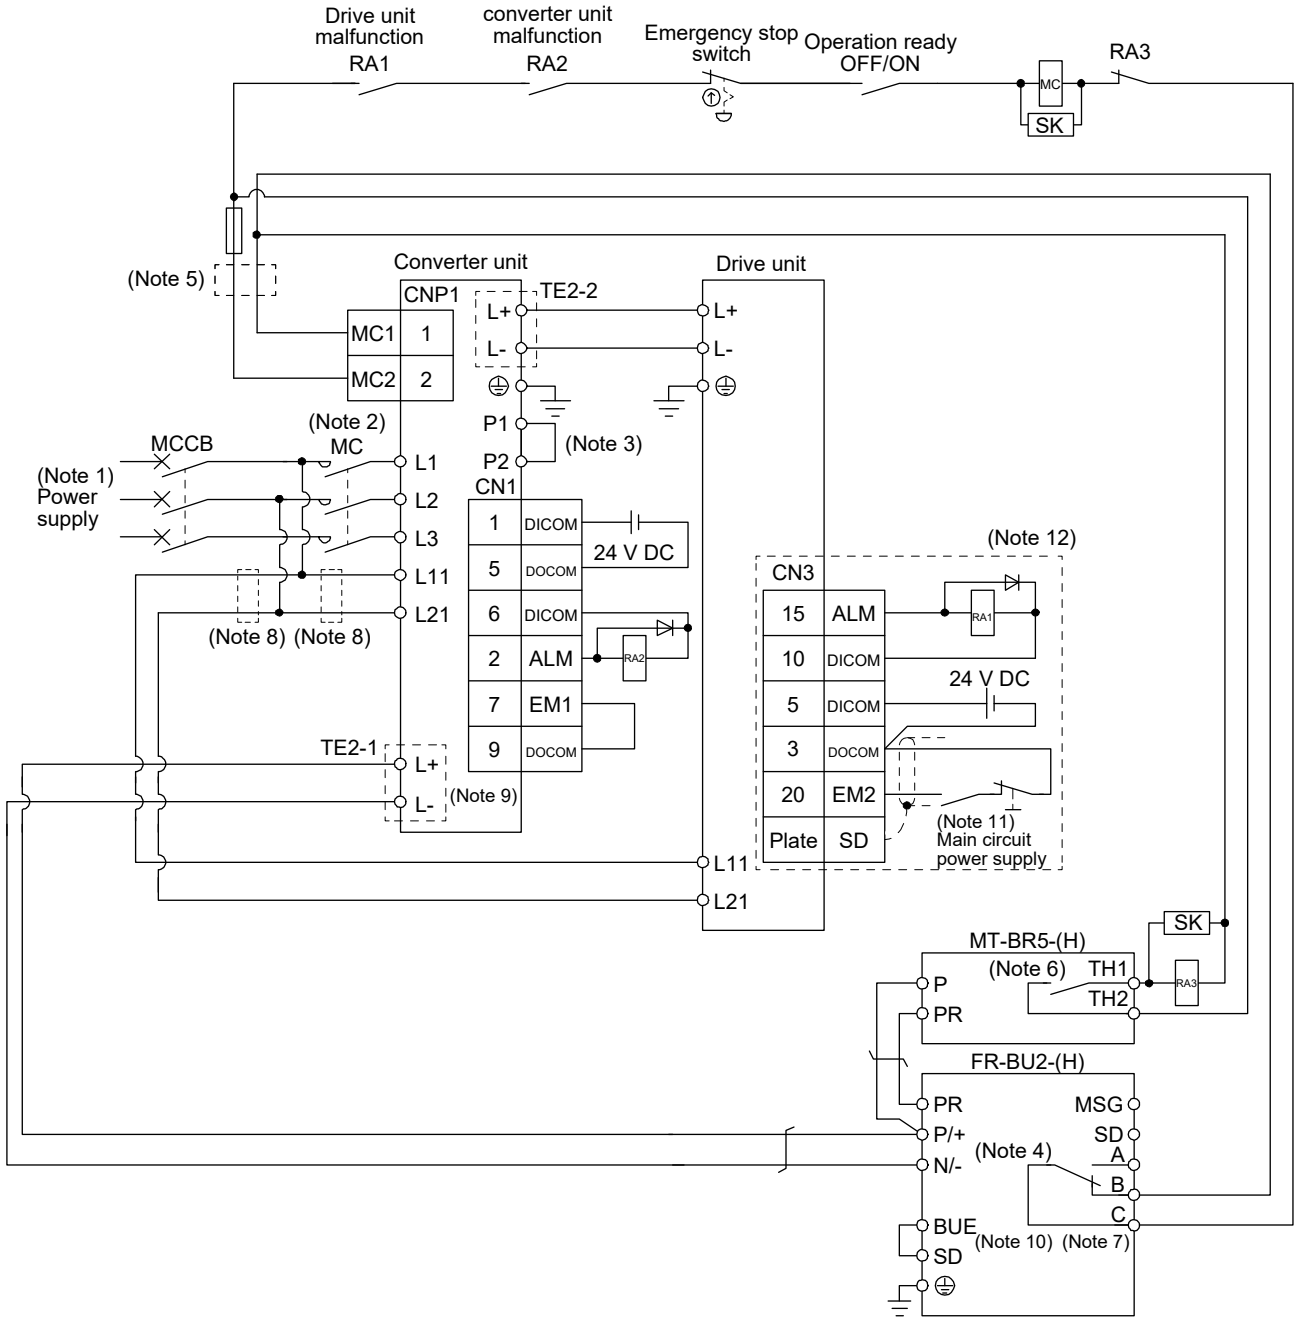 Drive unit
malfunction
RA1
converter unit
malfunction
RA2
Emergency stop
switch
Operation ready
OFF/ON
MC
SK
RA3
(Note 5)
Converter unit
Drive unit
CNP1
TE2-2
MC1 1
MC2 2
L+
L-
L+
L-
P1
P2
(Note 3)
(Note 2)
MCCB
MC
(Note 1)
Power
supply
L1
L2
L3
L11
L21
(Note 8) (Note 8)
CN1
1 DICOM
24 V DC
5 DOCOM
6 DICOM
2 ALM
RA2
7 EM1
9 DOCOM
TE2-1
L+
L-
(Note 9)
(Note 12)
CN3
15 ALM
RA1
10 DICOM
24 V DC
5 DICOM
3 DOCOM
20 EM2
Plate SD
(Note 11)
Main circuit
power supply
L11
L21
MT-BR5-(H)
(Note 6)
P
PR
TH1
TH2
SK
RA3
FR-BU2-(H)
PR
P/+
N/-
BUE
SD
MSG
SD
A
B
C
(Note 4)
(Note 10) (Note 7)